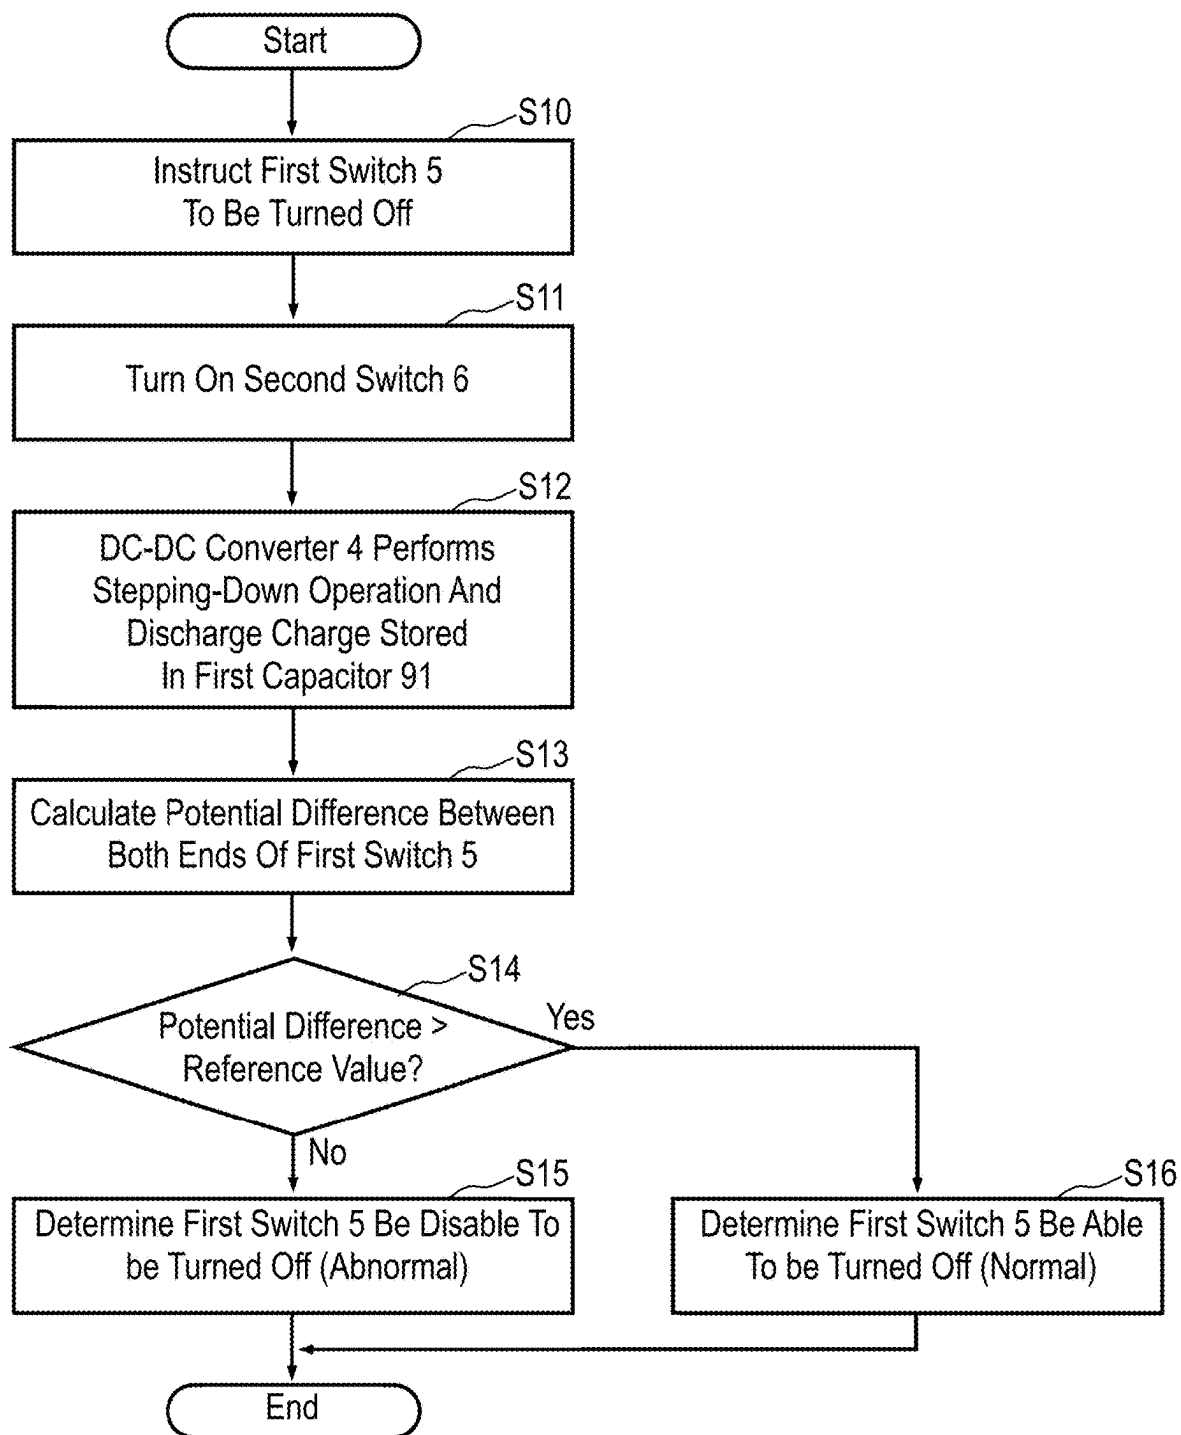 Start
S10
Instruct First Switch 5
To Be Turned Off
S11
Turn On Second Switch 6
S12
DC-DC Converter 4 Performs
Stepping-Down Operation And
Discharge Charge Stored
In First Capacitor 91
S13
Calculate Potential Difference Between
Both Ends Of First Switch 5
S14
Potential Difference >
Reference Value?
Yes
No
S15
Determine First Switch 5 Be Disable To
be Turned Off (Abnormal)
S16
Determine First Switch 5 Be Able
To be Turned Off (Normal)
End